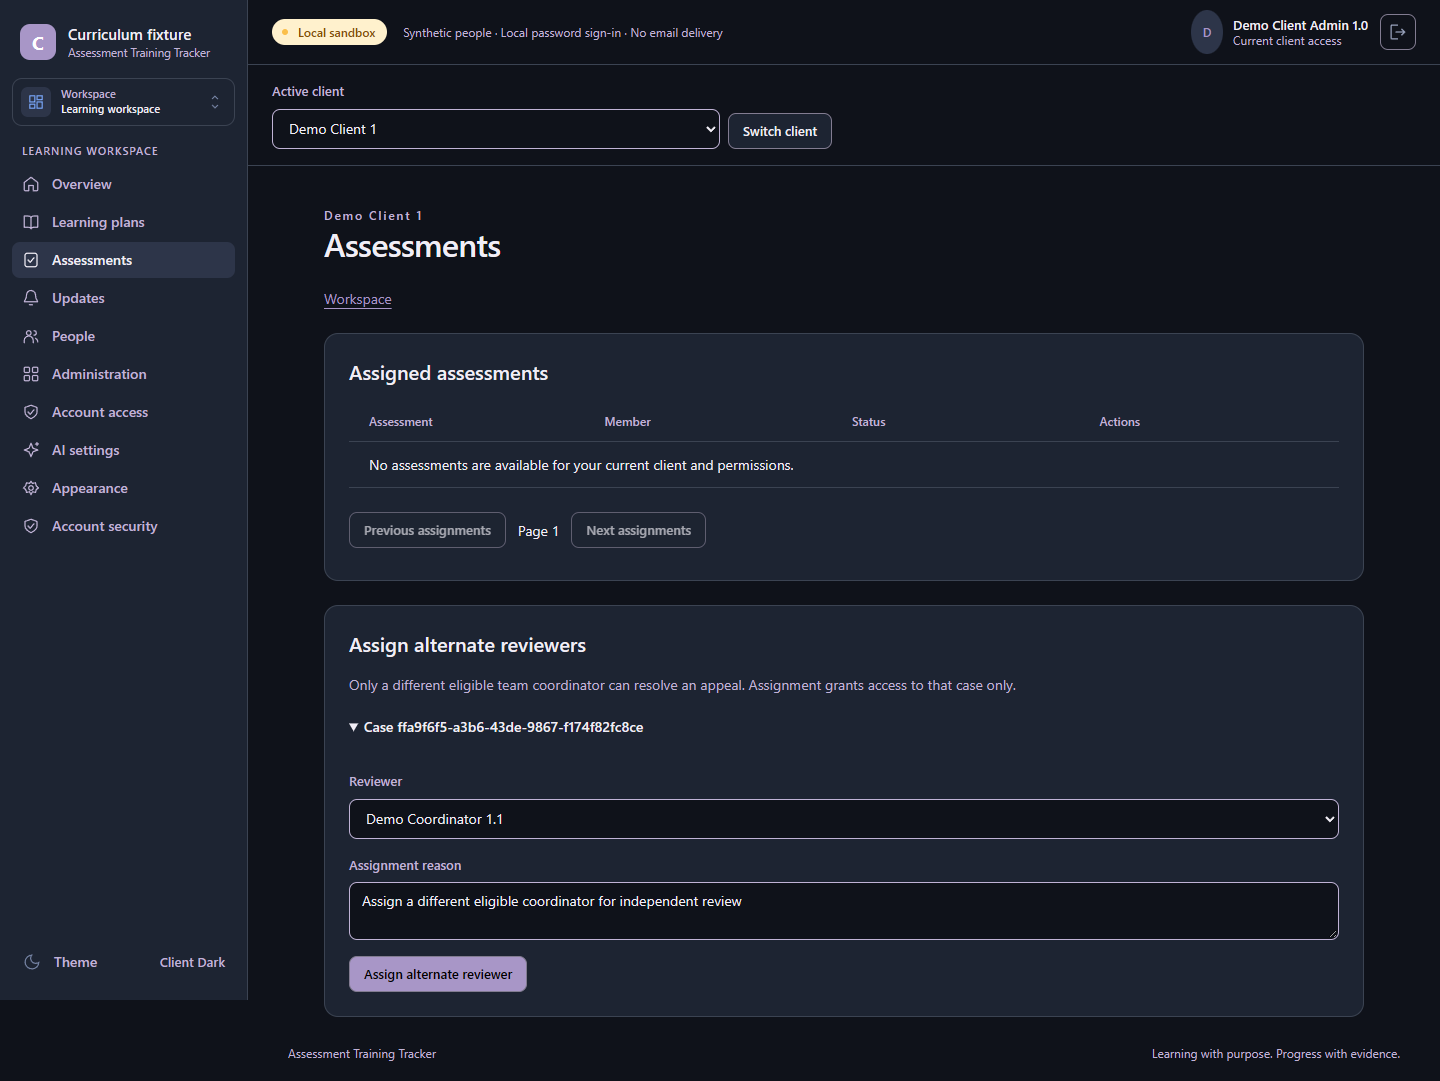 C
Curriculum fixture
Assessment Training Tracker
Workspace
Learning workspace
LEARNING WORKSPACE
Overview
Learning plans
Assessments
Updates
People
Administration
Account access
AI settings
Appearance
Account security
Theme
Client Dark
Local sandbox
Synthetic people · Local password sign-in · No email delivery
D
Demo Client Admin 1.0
Current client access
Active client
Demo Client 1
Switch client
Demo Client 1
Assessments
Workspace
Assigned assessments
Assessment Member Status Actions
No assessments are available for your current client and permissions.
Previous assignments Page 1 Next assignments
Assign alternate reviewers
Only a different eligible team coordinator can resolve an appeal. Assignment grants access to that case only.
Case ffa9f6f5-a3b6-43de-9867-f174f82fc8ce
Reviewer
Demo Coordinator 1.1
Assignment reason
Assign a different eligible coordinator for independent review
Assign alternate reviewer
Assessment Training Tracker
Learning with purpose. Progress with evidence.